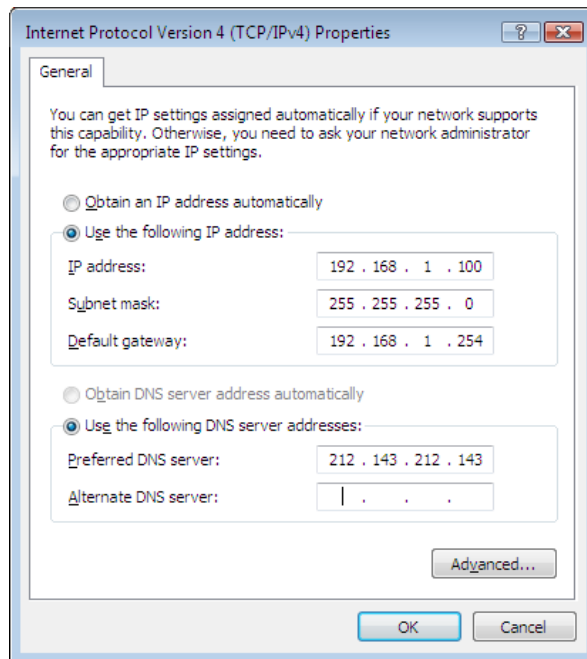 Internet Protocol Version 4 (TCP/IPv4) Properties
General
You can get IP settings assigned automatically if your network supports
this capability. Otherwise, you need to ask your network administrator
for the appropriate IP settings.
Obtain an IP address automatically
Use the following IP address:
IP address: 192 . 168 . 1 . 100
Subnet mask: 255 . 255 . 255 . 0
Default gateway: 192 . 168 . 1 . 254
Obtain DNS server address automatically
Use the following DNS server addresses:
Preferred DNS server: 212 . 143 . 212 . 143
Alternate DNS server: . . .
Advanced...
OK Cancel